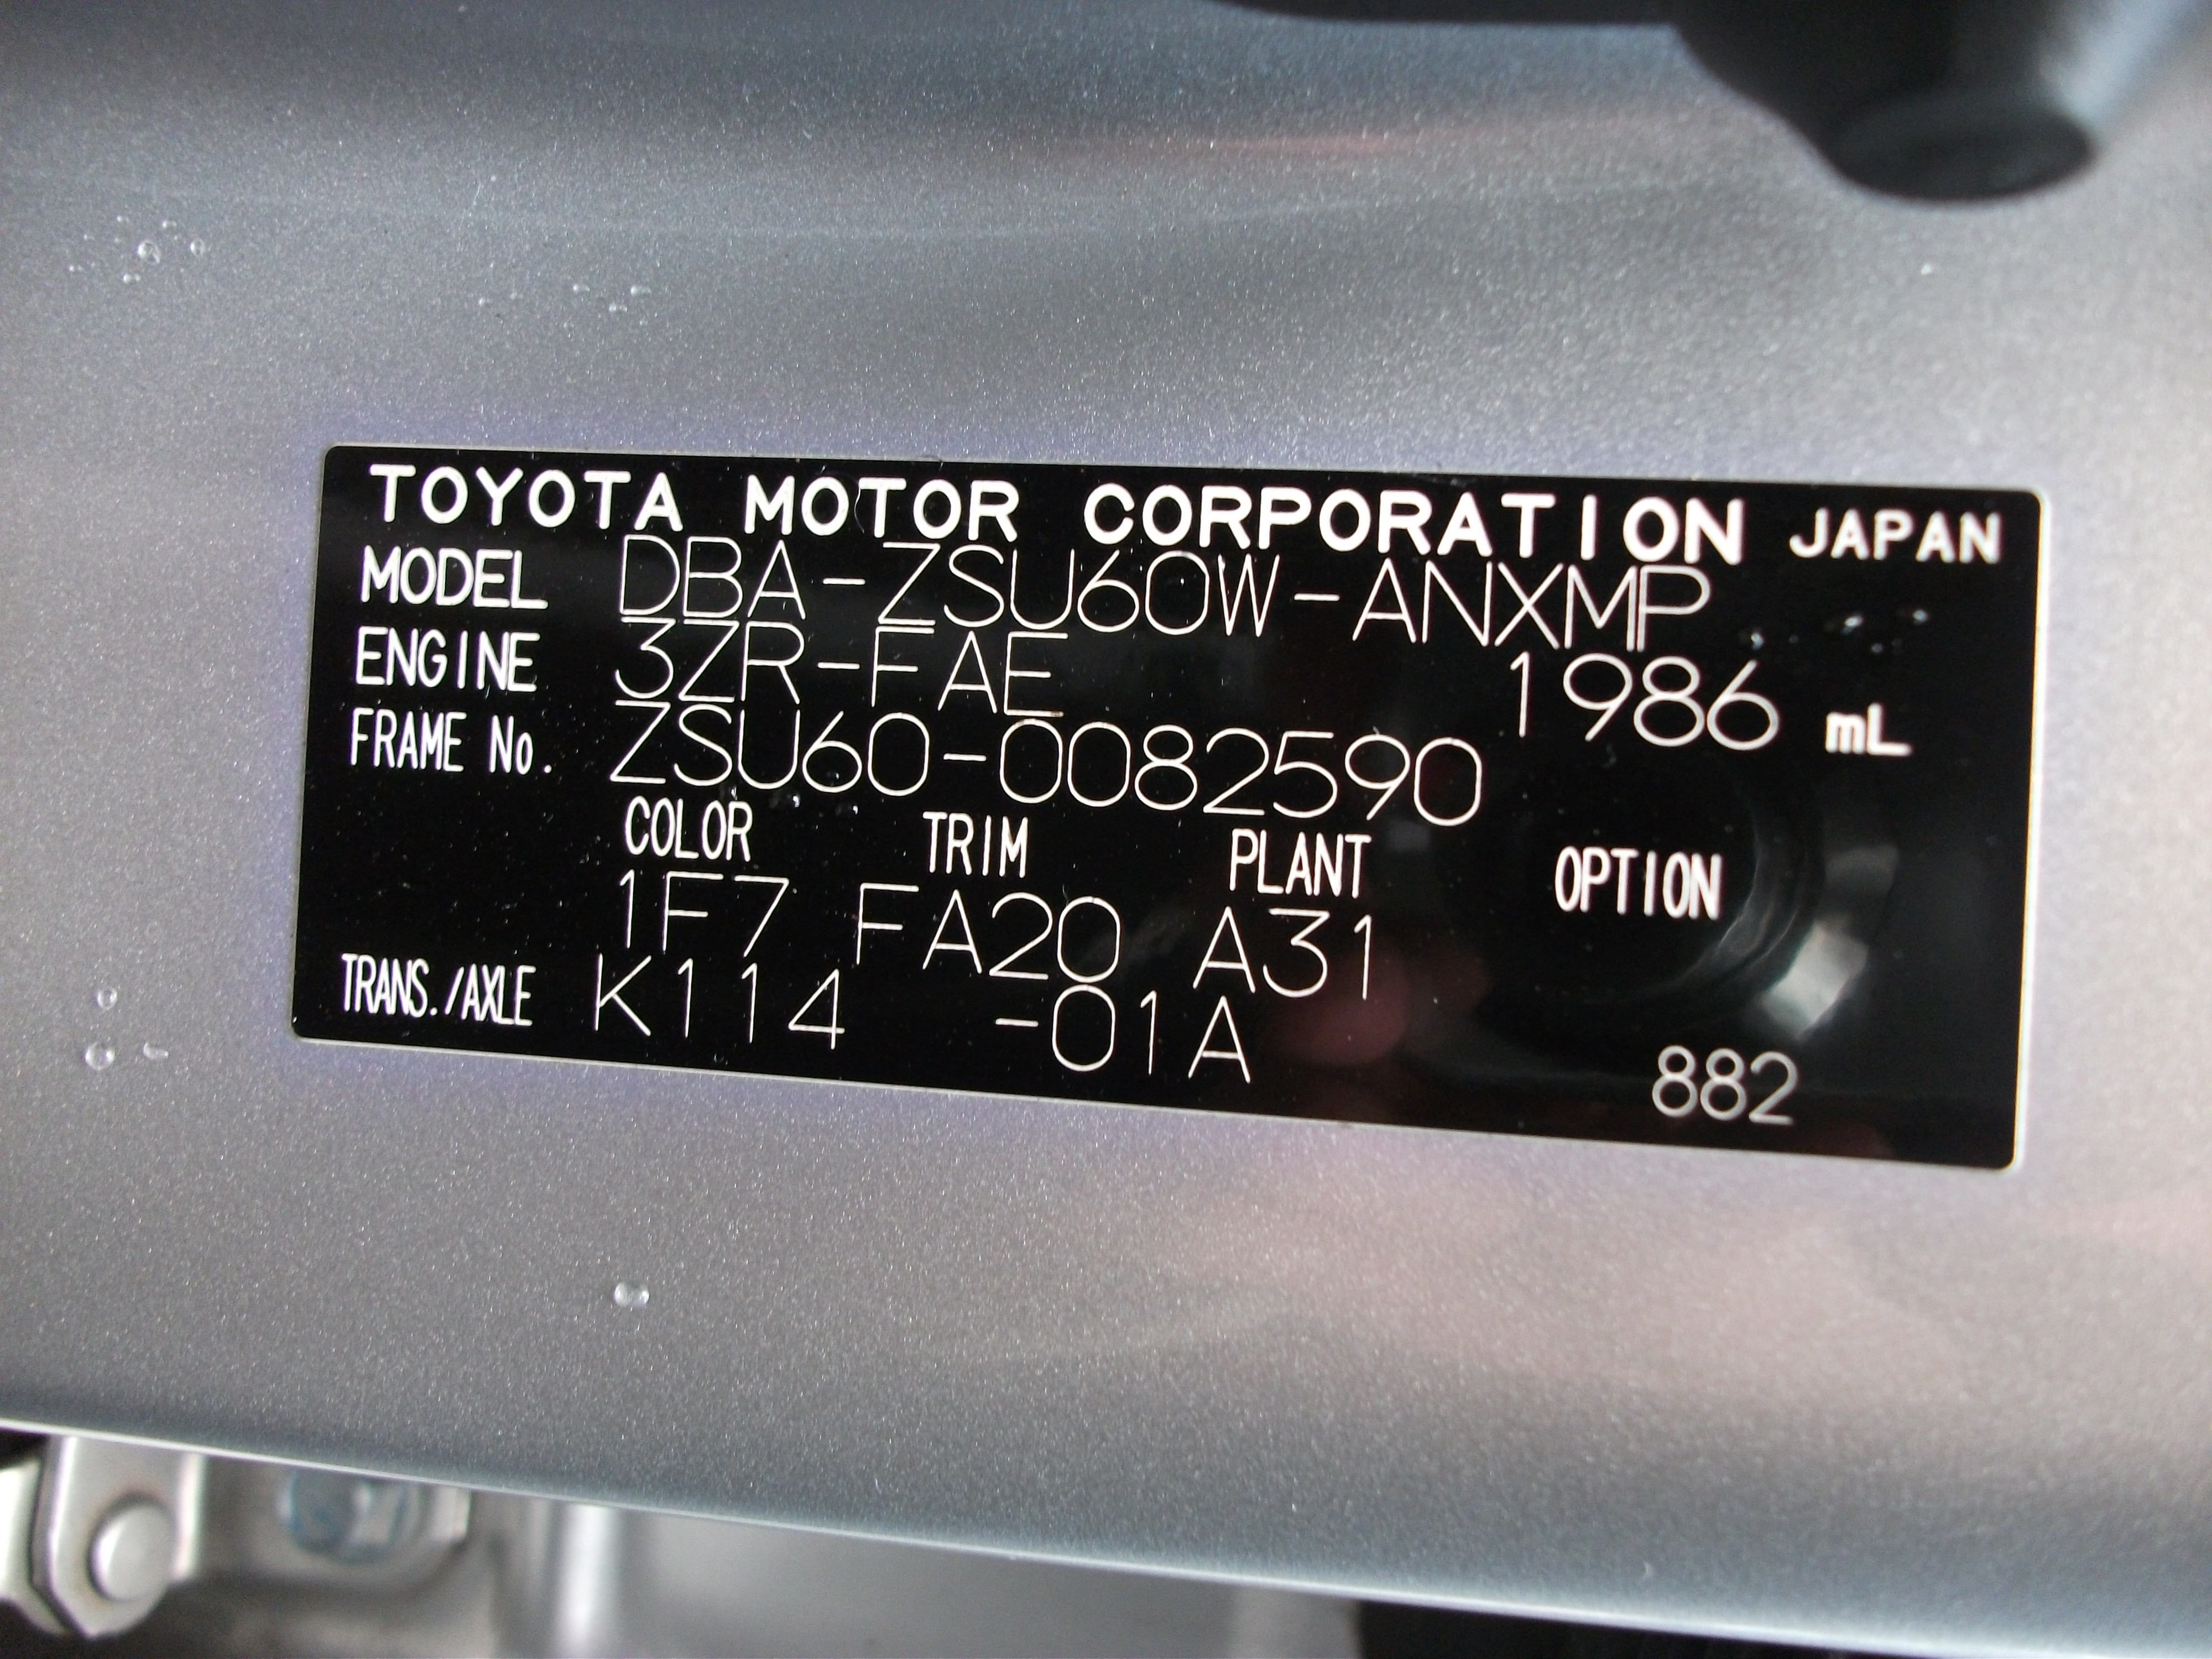 TOYOTA MOTOR CORPORATION JAPAN
MODEL DBA-ZSU60W-ANXMP
ENGINE 3ZR-FAE 1986 mL
FRAME No. ZSU60-0082590
COLOR TRIM PLANT OPTION
1F7 FA20 A31
TRANS./AXLE K114 -01A
882